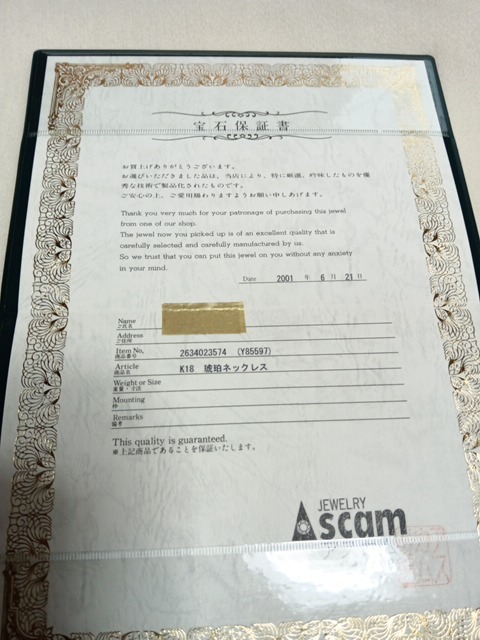 宝石保証書
お買上げありがとうございます。
お選びいただきました品は、当店により、特に厳選、吟味したものを優
秀な技術で製品化されたものです。
ご安心の上、ご愛用賜わりますようお願い申しあげます。
Thank you very much for your patronage of purchasing this jewel
from one of our shop.
The jewel now you picked up is of an excellent quality that is
carefully selected and carefully manufactured by us.
So we trust that you can put this jewel on you without any anxiety
in your mind.
Date 2001 年 6 月 21 日
Name
ご氏名
Address
ご住所
Item No,
商品番号
2634023574 (Y85597)
Article
商品名
K18 琥珀ネックレス
Weight or Size
重量・寸法
Mounting
枠
Remarks
備考
This quality is guaranteed.
※上記商品であることを保証いたします。
JEWELRY
Ascam